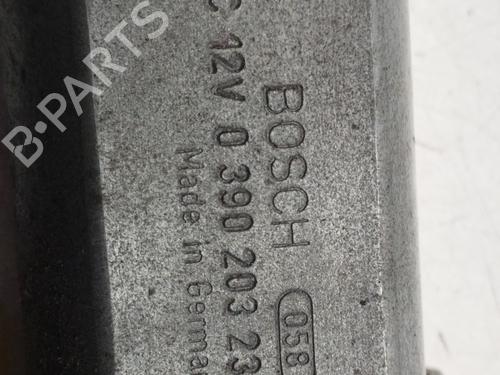 BOSCH 058
C 12V 0 390 203 23
Made in Germa
B-PARTS